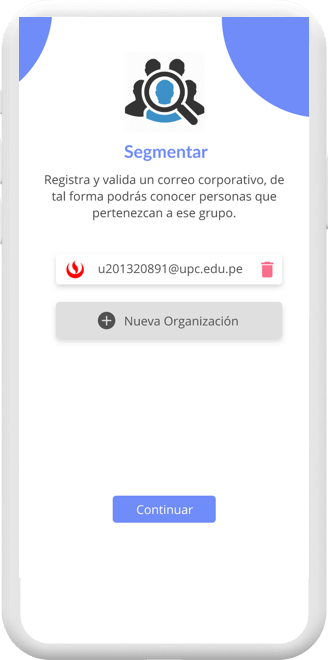 Segmentar
Registra y valida un correo corporativo, de
tal forma podrás conocer personas que
pertenezcan a ese grupo.
u201320891@upc.edu.pe
Nueva Organización
Continuar